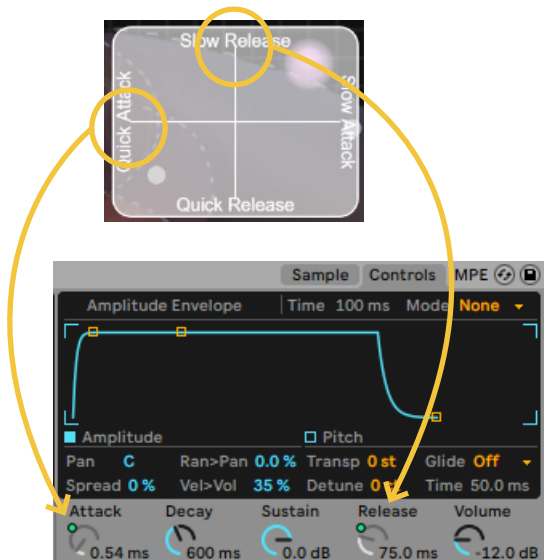 Slow Release
Quick Attack
Slow Attack
Quick Release
Sample Controls MPE
Amplitude Envelope Time 100 ms Mode None
Amplitude Pitch
Pan C Ran>Pan 0.0 % Transp 0 st Glide Off
Spread 0 % Vel>Vol 35 % Detune 0 st Time 50.0 ms
Attack Decay Sustain Release Volume
0.54 ms 600 ms 0.0 dB 75.0 ms -12.0 dB